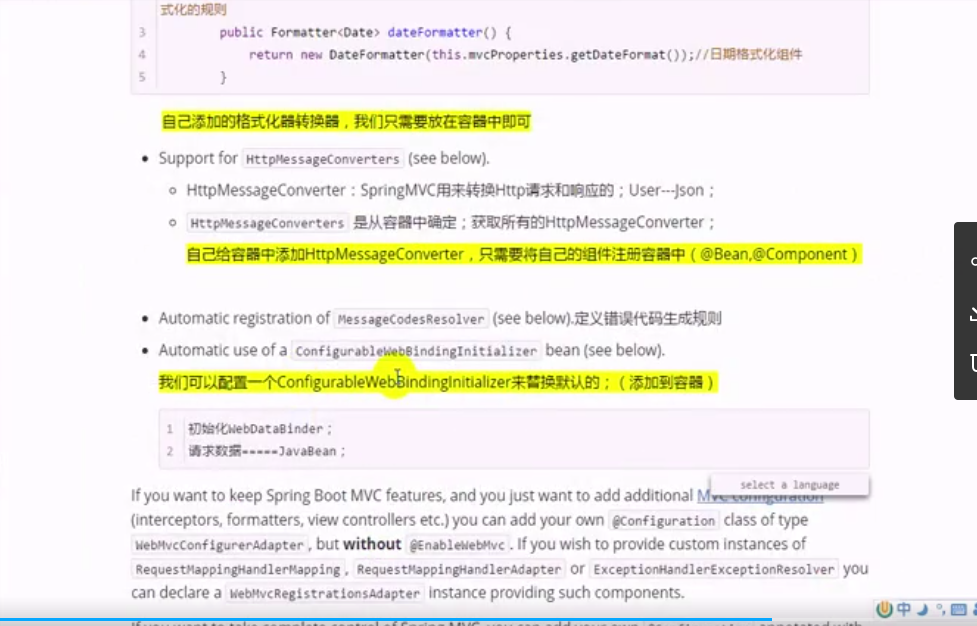 式化的规则
3 public Formatter<Date> dateFormatter() {
4 return new DateFormatter(this.mvcProperties.getDateFormat());//日期格式化组件
5 }
自己添加的格式化器转换器，我们只需要放在容器中即可
Support for HttpMessageConverters (see below).
HttpMessageConverter：SpringMVC用来转换Http请求和响应的；User---Json；
HttpMessageConverters 是从容器中确定；获取所有的HttpMessageConverter；
自己给容器中添加HttpMessageConverter，只需要将自己的组件注册容器中（@Bean,@Component）
Automatic registration of MessageCodesResolver (see below).定义错误代码生成规则
Automatic use of a ConfigurableWebBindingInitializer bean (see below).
我们可以配置一个ConfigurableWebBindingInitializer来替换默认的；（添加到容器）
1 初始化WebDataBinder；
2 请求数据=====JavaBean；
select a language
If you want to keep Spring Boot MVC features, and you just want to add additional MVC configuration
(interceptors, formatters, view controllers etc.) you can add your own @Configuration class of type
WebMvcConfigurerAdapter, but without @EnableWebMvc. If you wish to provide custom instances of
RequestMappingHandlerMapping, RequestMappingHandlerAdapter or ExceptionHandlerExceptionResolver you
can declare a WebMvcRegistrationsAdapter instance providing such components.
中